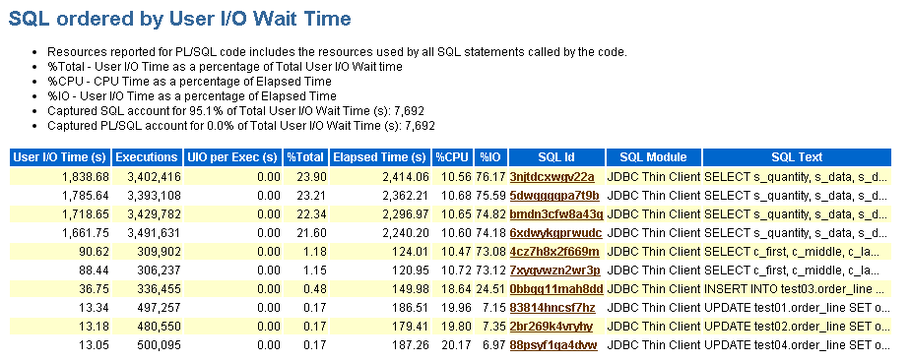 SQL ordered by User I/O Wait Time
Resources reported for PL/SQL code includes the resources used by all SQL statements called by the code.
%Total - User I/O Time as a percentage of Total User I/O Wait time
%CPU - CPU Time as a percentage of Elapsed Time
%IO - User I/O Time as a percentage of Elapsed Time
Captured SQL account for 95.1% of Total User I/O Wait Time (s): 7,692
Captured PL/SQL account for 0.0% of Total User I/O Wait Time (s): 7,692
User I/O Time (s) Executions UIO per Exec (s) %Total Elapsed Time (s) %CPU %IO SQL Id SQL Module SQL Text
1,838.68 3,402,416 0.00 23.90 2,414.06 10.56 76.17 3njtdcxwgv22a JDBC Thin Client SELECT s_quantity, s_data, s_d...
1,785.64 3,393,108 0.00 23.21 2,362.21 10.68 75.59 5dwqgqqpa7t9b JDBC Thin Client SELECT s_quantity, s_data, s_d...
1,718.65 3,429,782 0.00 22.34 2,296.97 10.65 74.82 bmdn3cfw8a43q JDBC Thin Client SELECT s_quantity, s_data, s_d...
1,661.75 3,491,631 0.00 21.60 2,240.20 10.60 74.18 6xdwykgprwudc JDBC Thin Client SELECT s_quantity, s_data, s_d...
90.62 309,902 0.00 1.18 124.01 10.47 73.08 4cz7h8x2f669m JDBC Thin Client SELECT c_first, c_middle, c_la...
88.44 306,237 0.00 1.15 120.95 10.72 73.12 7xyqvwzn2wr3p JDBC Thin Client SELECT c_first, c_middle, c_la...
36.75 336,455 0.00 0.48 149.98 18.64 24.51 0bbqq11mah8dd JDBC Thin Client INSERT INTO test03.order_line ...
13.34 497,257 0.00 0.17 186.51 19.96 7.15 83814hncsf7hz JDBC Thin Client UPDATE test01.order_line SET o...
13.18 480,550 0.00 0.17 179.41 19.80 7.35 2br269k4vryhy JDBC Thin Client UPDATE test02.order_line SET o...
13.05 500,095 0.00 0.17 187.26 20.17 6.97 88psyf1qa4dvw JDBC Thin Client UPDATE test04.order_line SET o...